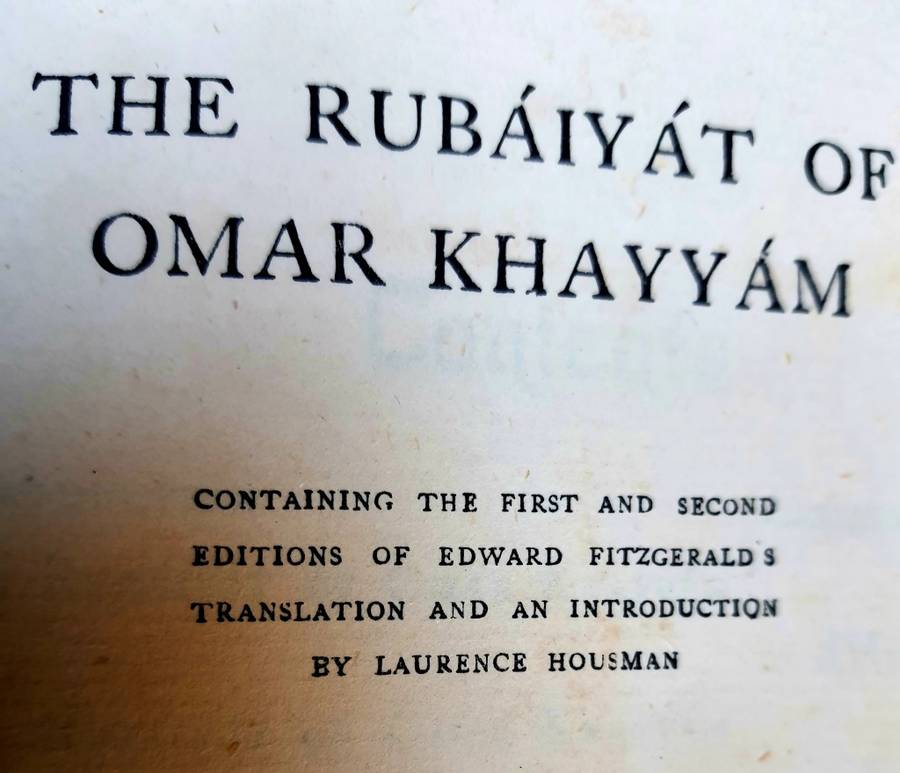 THE RUBÁIYÁT OF
OMAR KHAYYÁM
CONTAINING THE FIRST AND SECOND
EDITIONS OF EDWARD FITZGERALD'S
TRANSLATION AND AN INTRODUCTION
BY LAURENCE HOUSMAN